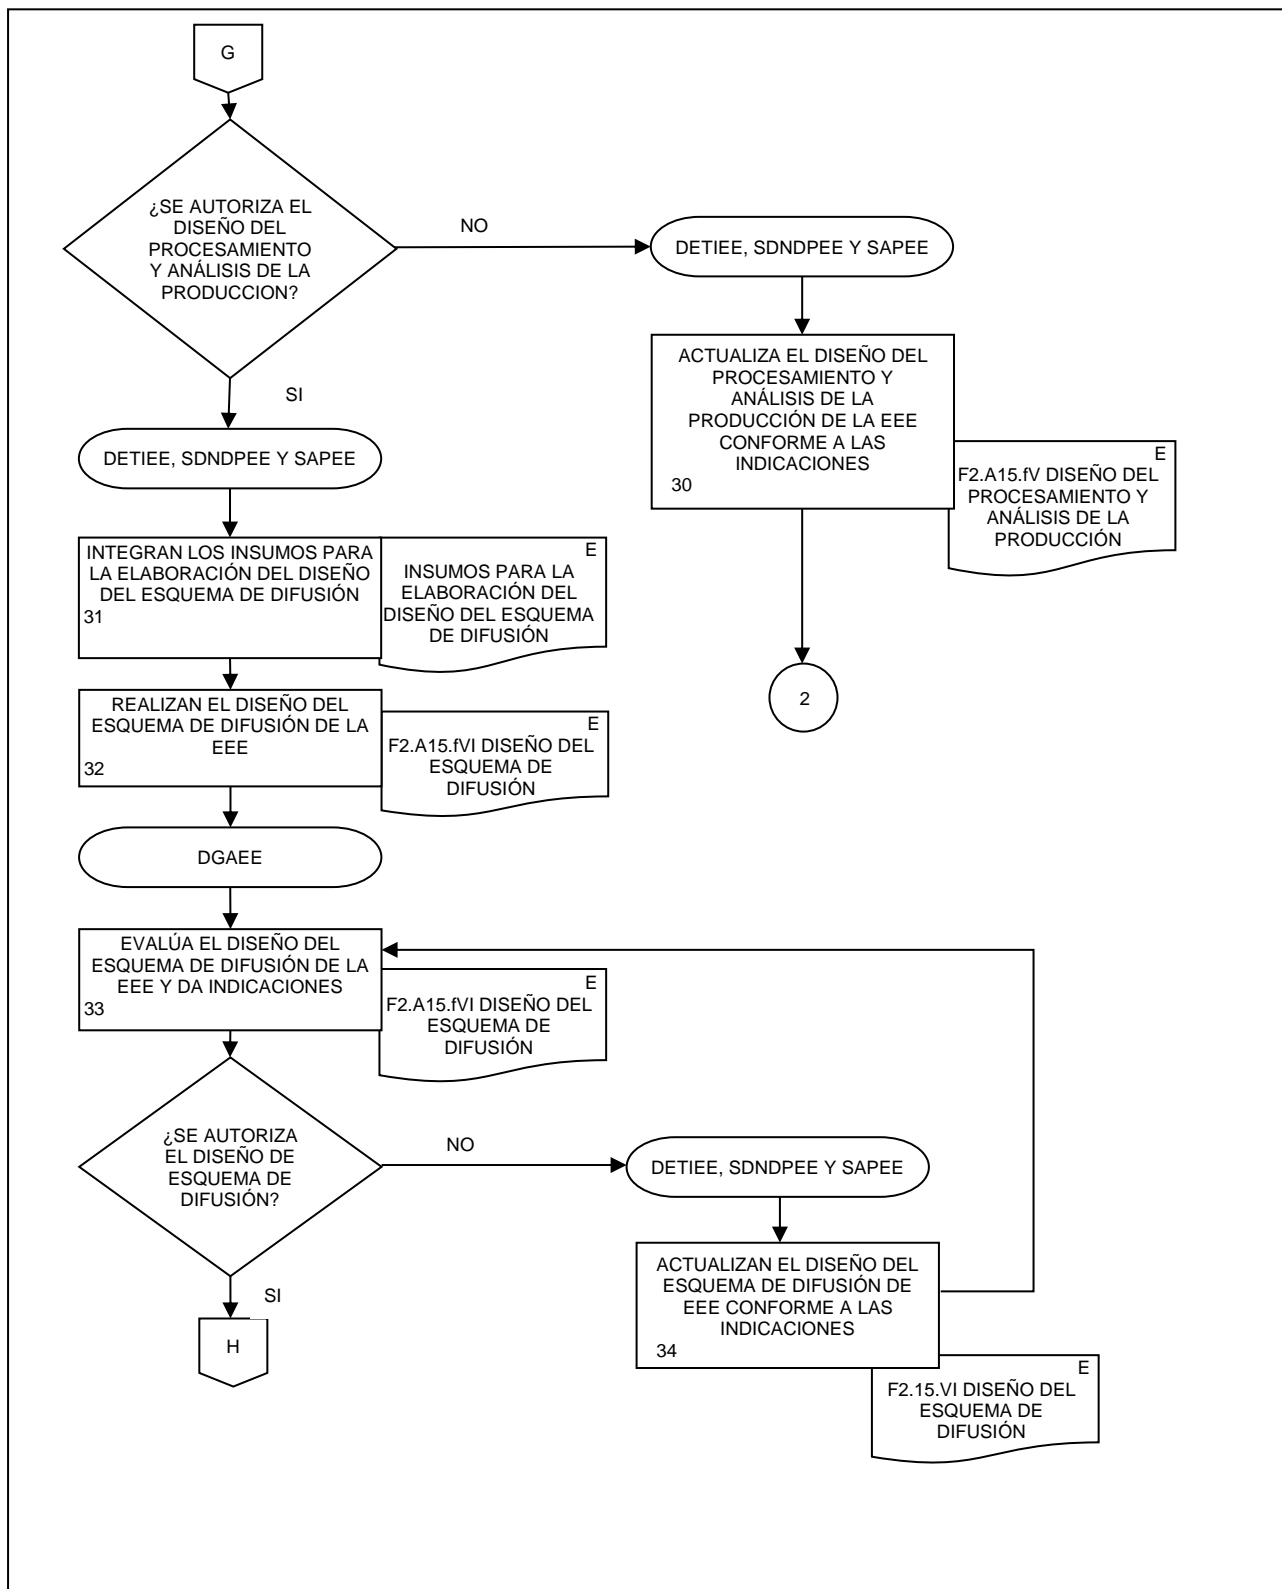 G
¿SE AUTORIZA EL
DISEÑO DEL
PROCESAMIENTO
Y ANÁLISIS DE LA
PRODUCCION?
NO
DETIEE, SDNDPEE Y SAPEE
ACTUALIZA EL DISEÑO DEL
PROCESAMIENTO Y
ANÁLISIS DE LA
PRODUCCIÓN DE LA EEE
CONFORME A LAS
INDICACIONES
30
E
F2.A15.fV DISEÑO DEL
PROCESAMIENTO Y
ANÁLISIS DE LA
PRODUCCIÓN
2
SI
DETIEE, SDNDPEE Y SAPEE
INTEGRAN LOS INSUMOS PARA
LA ELABORACIÓN DEL DISEÑO
DEL ESQUEMA DE DIFUSIÓN
31
E
INSUMOS PARA LA
ELABORACIÓN DEL
DISEÑO DEL ESQUEMA
DE DIFUSIÓN
REALIZAN EL DISEÑO DEL
ESQUEMA DE DIFUSIÓN DE LA
EEE
32
E
F2.A15.fVI DISEÑO DEL
ESQUEMA DE
DIFUSIÓN
DGAEE
EVALÚA EL DISEÑO DEL
ESQUEMA DE DIFUSIÓN DE LA
EEE Y DA INDICACIONES
33
E
F2.A15.fVI DISEÑO DEL
ESQUEMA DE
DIFUSIÓN
¿SE AUTORIZA
EL DISEÑO DE
ESQUEMA DE
DIFUSIÓN?
NO
DETIEE, SDNDPEE Y SAPEE
ACTUALIZAN EL DISEÑO DEL
ESQUEMA DE DIFUSIÓN DE
EEE CONFORME A LAS
INDICACIONES
34
E
F2.15.VI DISEÑO DEL
ESQUEMA DE
DIFUSIÓN
SI
H